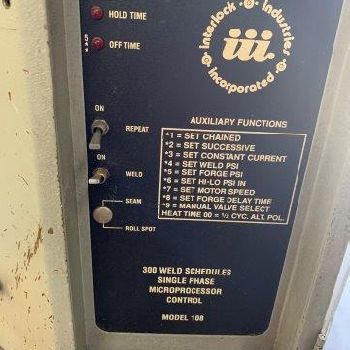 HOLD TIME
5**
OFF TIME
Interlock Industries
iii
incorporated
ON
REPEAT
ON
WELD
SEAM
ROLL SPOT
AUXILIARY FUNCTIONS
*1 = SET CHAINED
*2 = SET SUCCESSIVE
*3 = SET CONSTANT CURRENT
*4 = SET WELD PSI
*5 = SET FORGE PSI
*6 = SET HI-LO PSI IN
*7 = SET MOTOR SPEED
*8 = SET FORGE DELAY TIME
*9 = MANUAL VALVE SELECT
HEAT TIME 00 = ½ CYC. ALT. POL.
300 WELD SCHEDULES
SINGLE PHASE
MICROPROCESSOR
CONTROL
MODEL 108